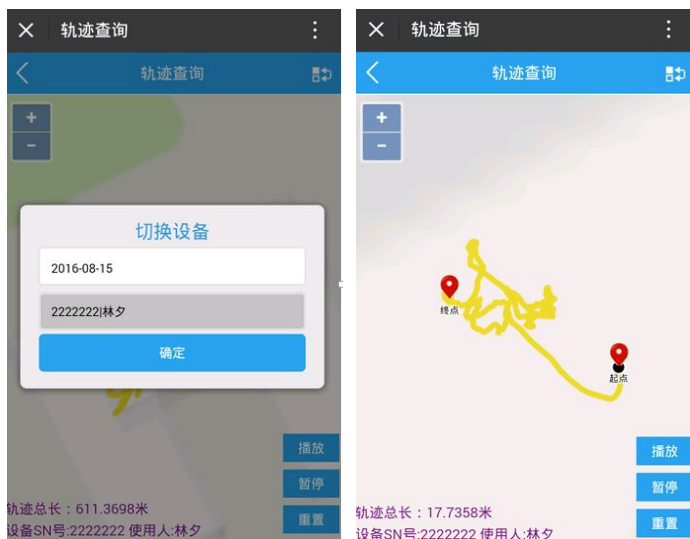 轨迹查询
轨迹查询
+
-
切换设备
2016-08-15
2222222|林夕
确定
播放
暂停
重置
轨迹总长：611.3698米
设备SN号:2222222 使用人:林夕
轨迹查询
轨迹查询
+
-
终点
起点
播放
暂停
重置
轨迹总长：17.7358米
设备SN号:2222222 使用人:林夕